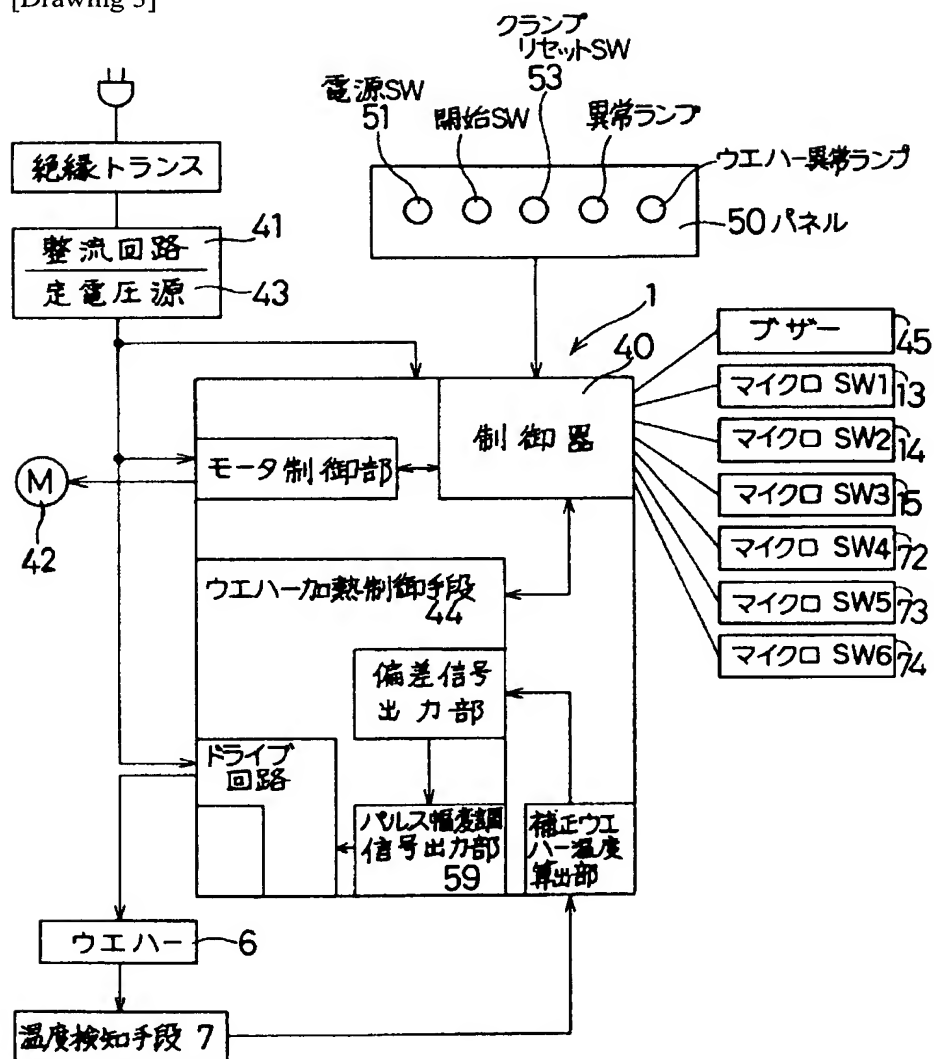 [Drawing 3]
クランプ
リセットSW
53
電源SW
51
開始SW
異常ランプ
ウエハー異常ランプ
50 パネル
絶縁トランス
整流回路
41
定電圧源
43
1
40
制御器
ブザー
45
マイクロ SW1
13
マイクロ SW2
14
マイクロ SW3
15
マイクロ SW4
72
マイクロ SW5
73
マイクロ SW6
74
モータ制御部
M
42
ウエハー加熱制御手段
44
偏差信号
出力部
ドライブ
回路
パルス幅変調
信号出力部
59
補正ウエ
ハー温度
算出部
ウエハー
6
温度検知手段 7